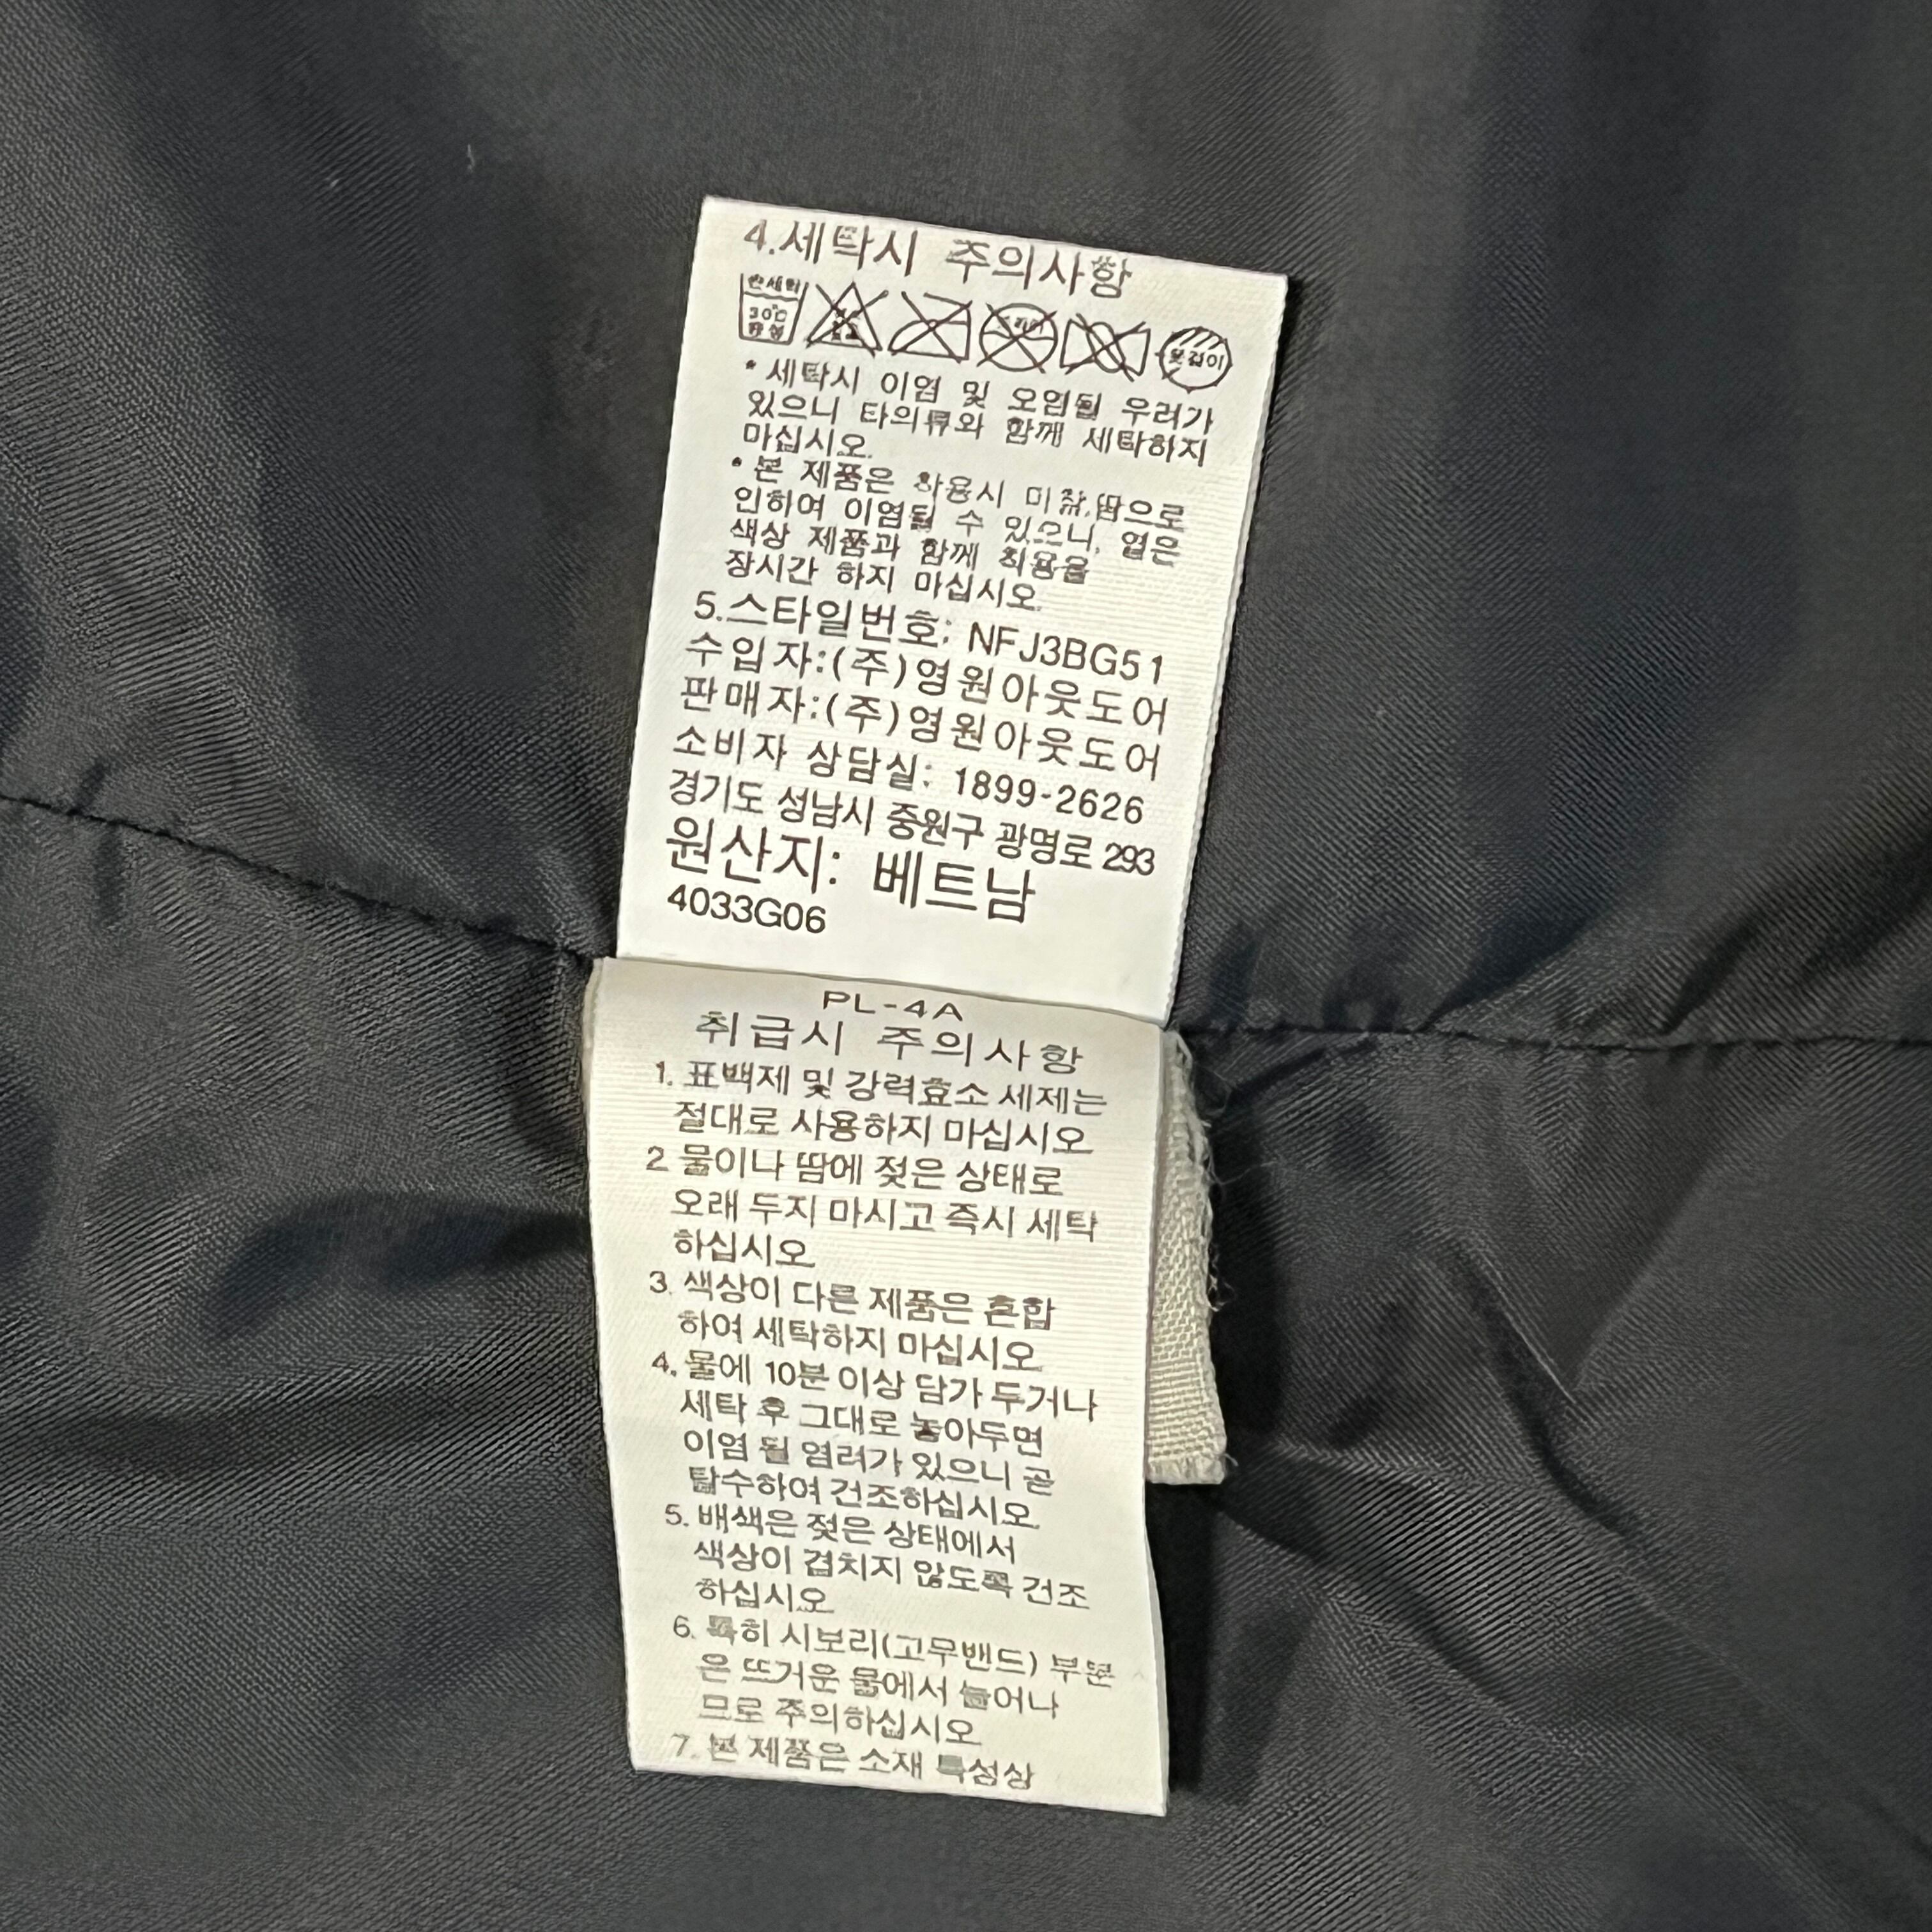 4.세탁시 주의사항
손세탁
30℃
중성
드라이
옷걸이
* 세탁시 이염 및 오염될 우려가
있으니 타의류와 함께 세탁하지
마십시오.
* 본 제품은 착용시 마찰,땀으로
인하여 이염될 수 있으니, 엷은
색상 제품과 함께 착용을
장시간 하지 마십시오.
5.스타일번호: NFJ3BG51
수입자:(주)영원아웃도어
판매자:(주)영원아웃도어
소비자 상담실: 1899-2626
경기도 성남시 중원구 광명로 293
원산지: 베트남
4033G06
PL-4A
취급시 주의사항
1. 표백제 및 강력효소 세제는
절대로 사용하지 마십시오
2. 물이나 땀에 젖은 상태로
오래 두지 마시고 즉시 세탁
하십시오.
3. 색상이 다른 제품은 혼합
하여 세탁하지 마십시오.
4. 물에 10분 이상 담가 두거나
세탁 후 그대로 놓아두면
이염 될 염려가 있으니 곧
탈수하여 건조하십시오.
5. 배색은 젖은 상태에서
색상이 겹치지 않도록 건조
하십시오.
6. 특히 시보리(고무밴드) 부분
은 뜨거운 물에서 늘어나
므로 주의하십시오.
7. 본 제품은 소재 특성상